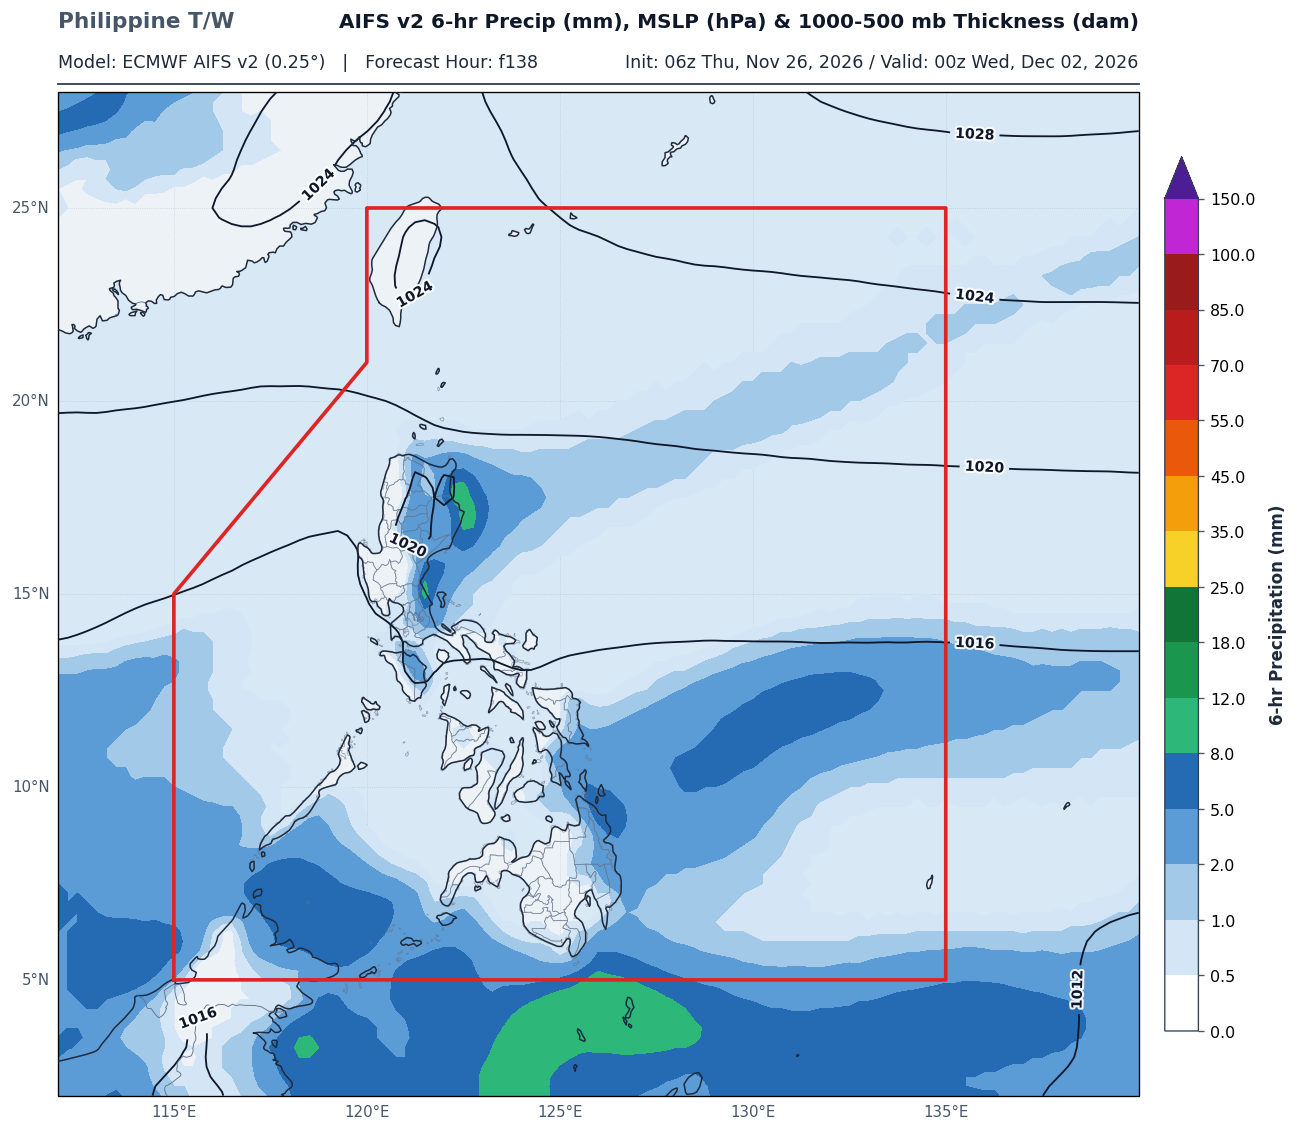 Philippine T/W
AIFS v2 6-hr Precip (mm), MSLP (hPa) & 1000-500 mb Thickness (dam)
Model: ECMWF AIFS v2 (0.25°) | Forecast Hour: f138
Init: 06z Thu, Nov 26, 2026 / Valid: 00z Wed, Dec 02, 2026
1028
1024
1024
1024
1020
1020
1016
1016
1012
25°N
20°N
15°N
10°N
5°N
115°E
120°E
125°E
130°E
135°E
150.0
100.0
85.0
70.0
55.0
45.0
35.0
25.0
18.0
12.0
8.0
5.0
2.0
1.0
0.5
0.0
6-hr Precipitation (mm)